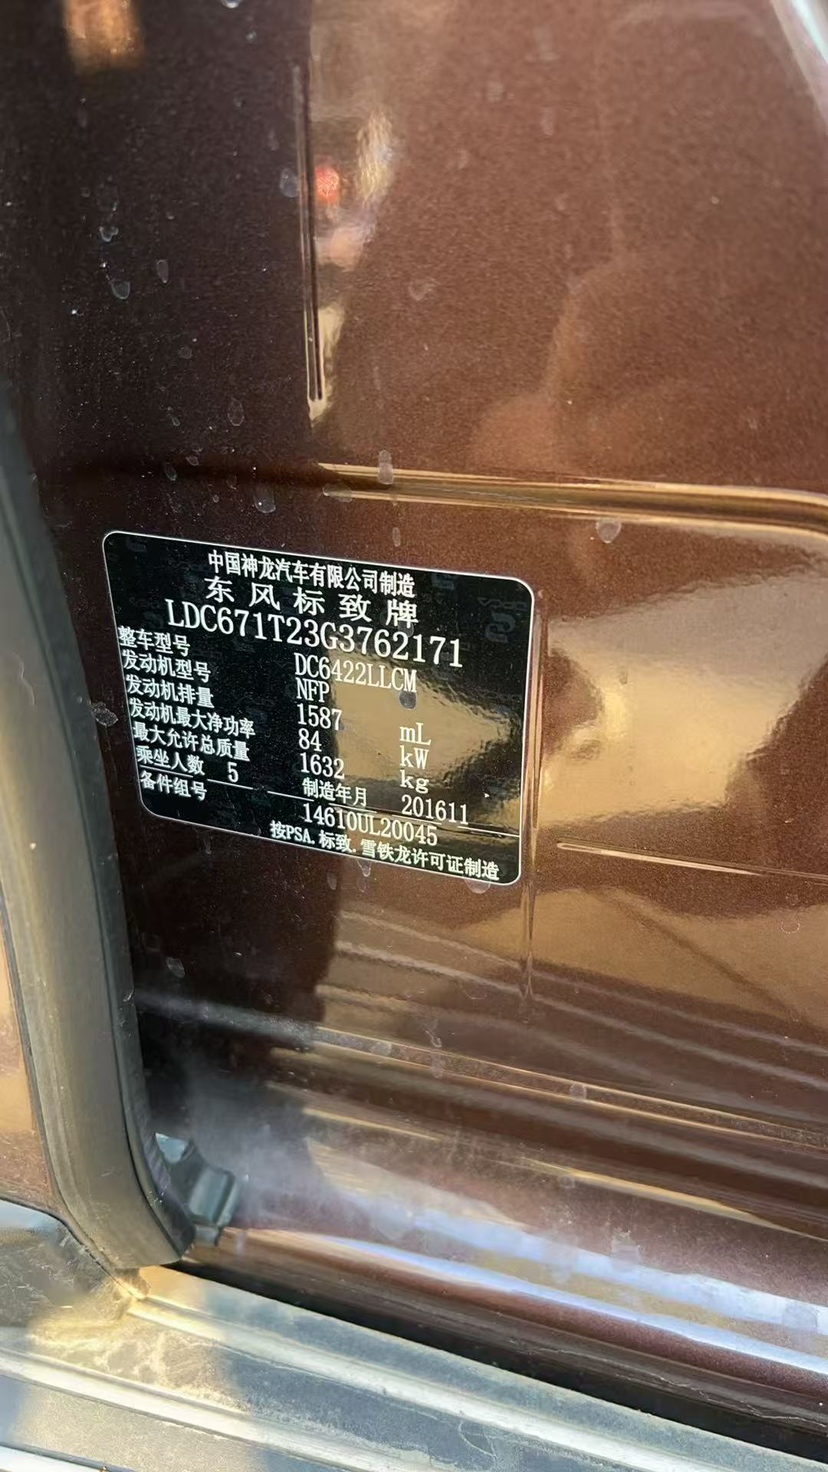 中国神龙汽车有限公司制造
东风标致牌
LDC671T23G3762171
整车型号 DC6422LLCM
发动机型号 NFP
发动机排量 1587 mL
发动机最大净功率 84 kW
最大允许总质量 1632 kg
乘坐人数 5 制造年月 201611
备件组号 14610UL20045
按PSA.标致.雪铁龙许可证制造